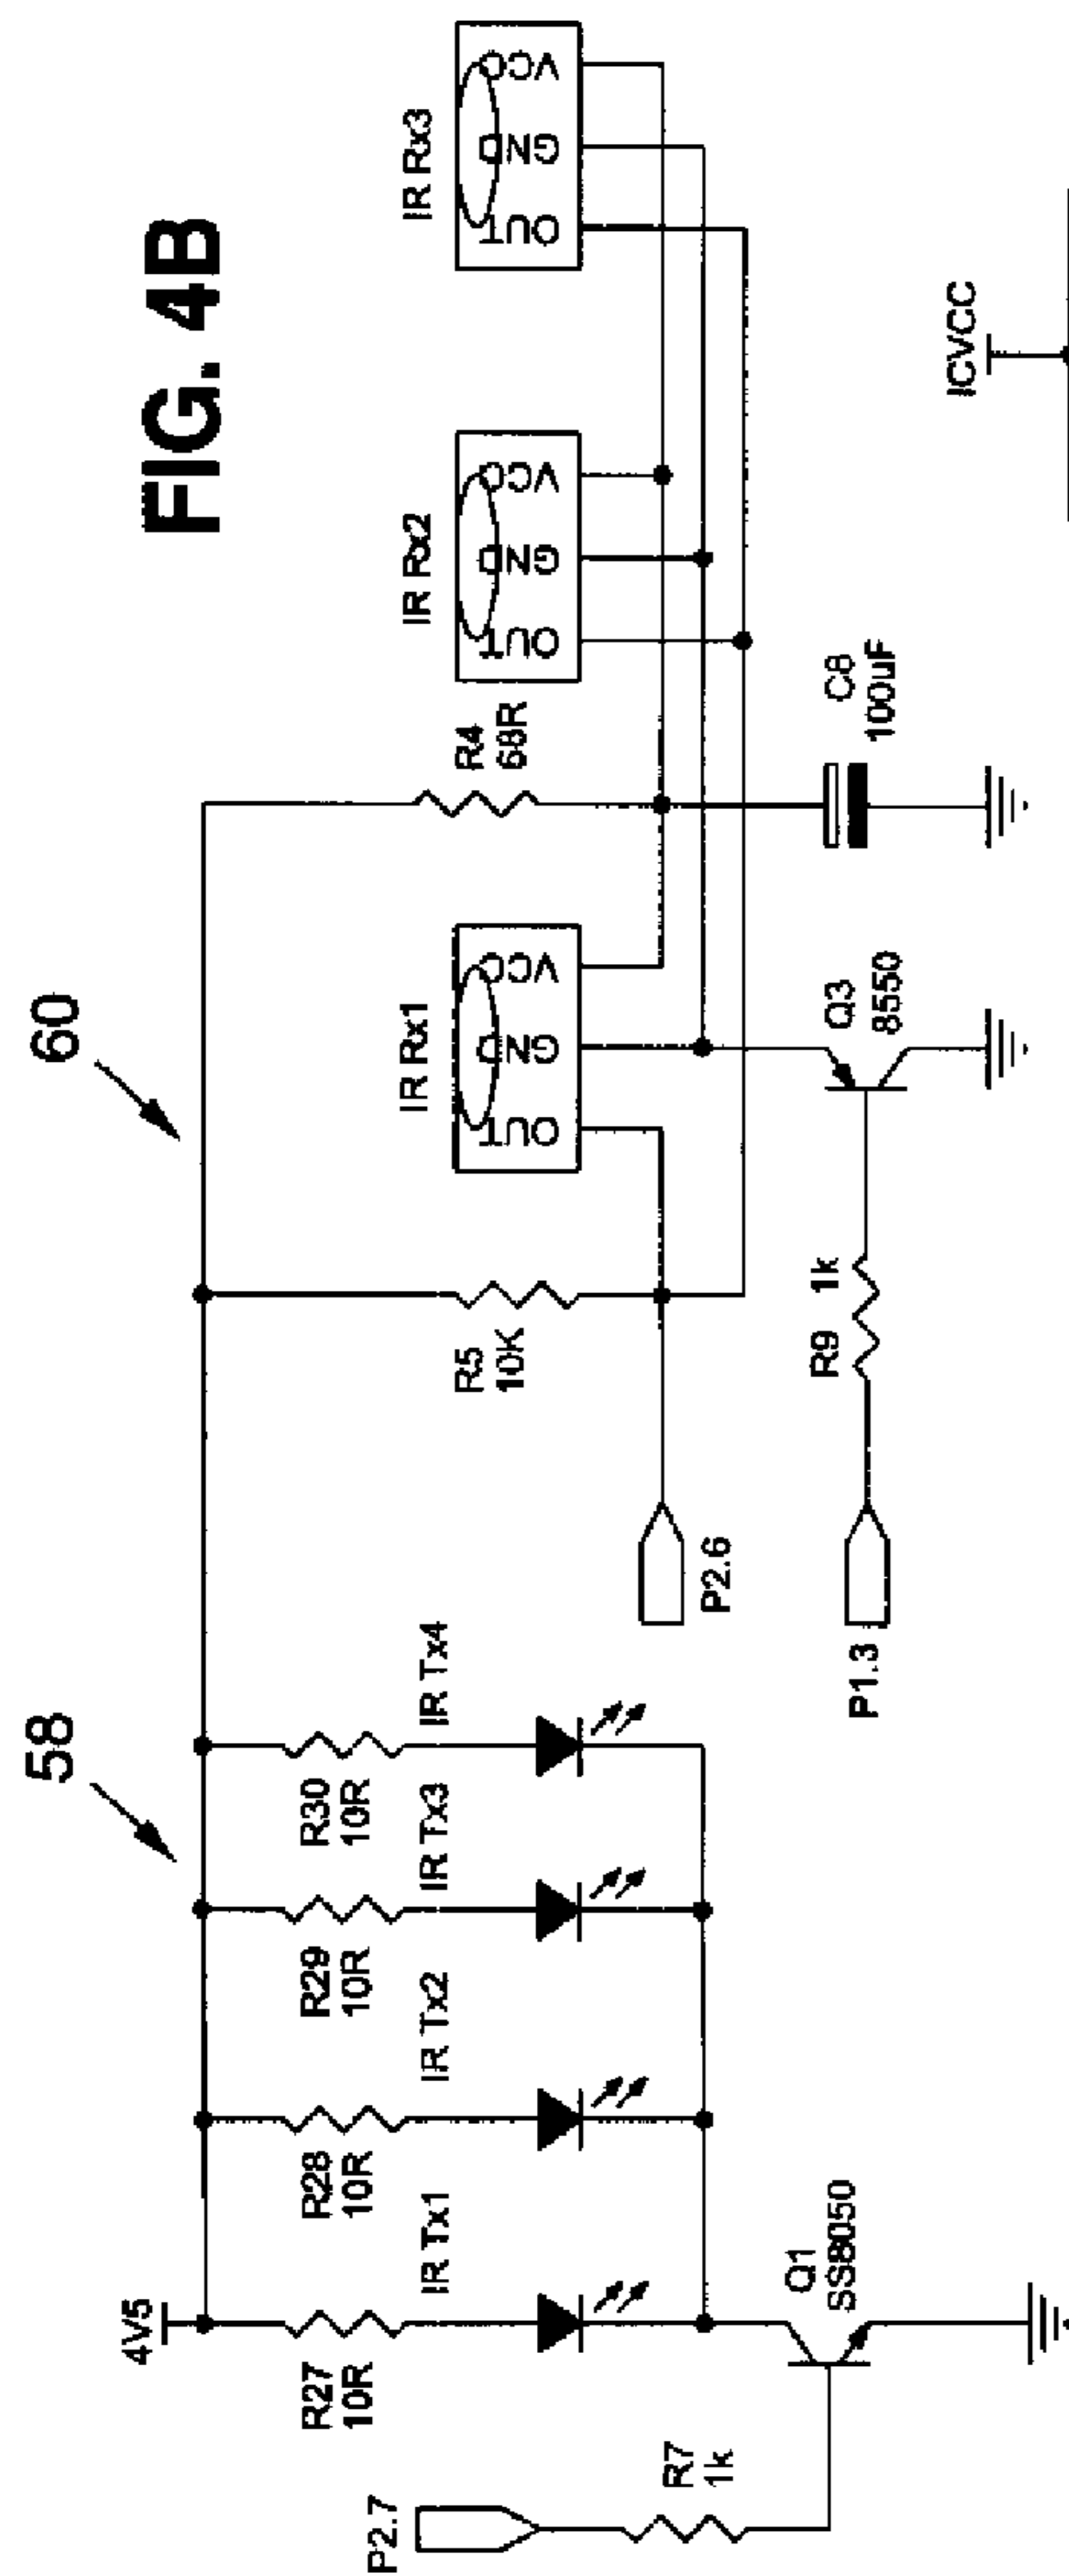 FIG. 4B
58
60
4V5
R27
10R
R28
10R
R29
10R
R30
10R
IR Tx1
IR Tx2
IR Tx3
IR Tx4
P2.7
R7
1k
Q1
SS8050
R5
10K
R4
68R
IR Rx1
OUT
GND
VCC
IR Rx2
OUT
GND
VCC
IR Rx3
OUT
GND
VCC
P2.6
P1.3
R9 1k
Q3
8550
C8
100uF
ICVCC